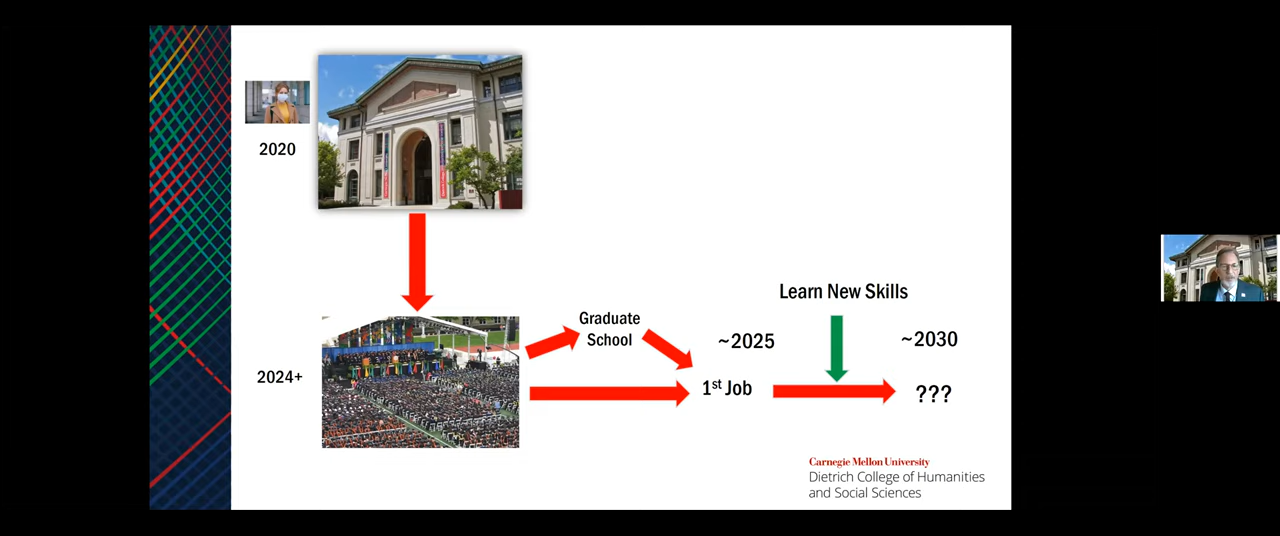 2020
2024+
Graduate
School
~2025
1st Job
Learn New Skills
~2030
???
Carnegie Mellon University
Dietrich College of Humanities
and Social Sciences